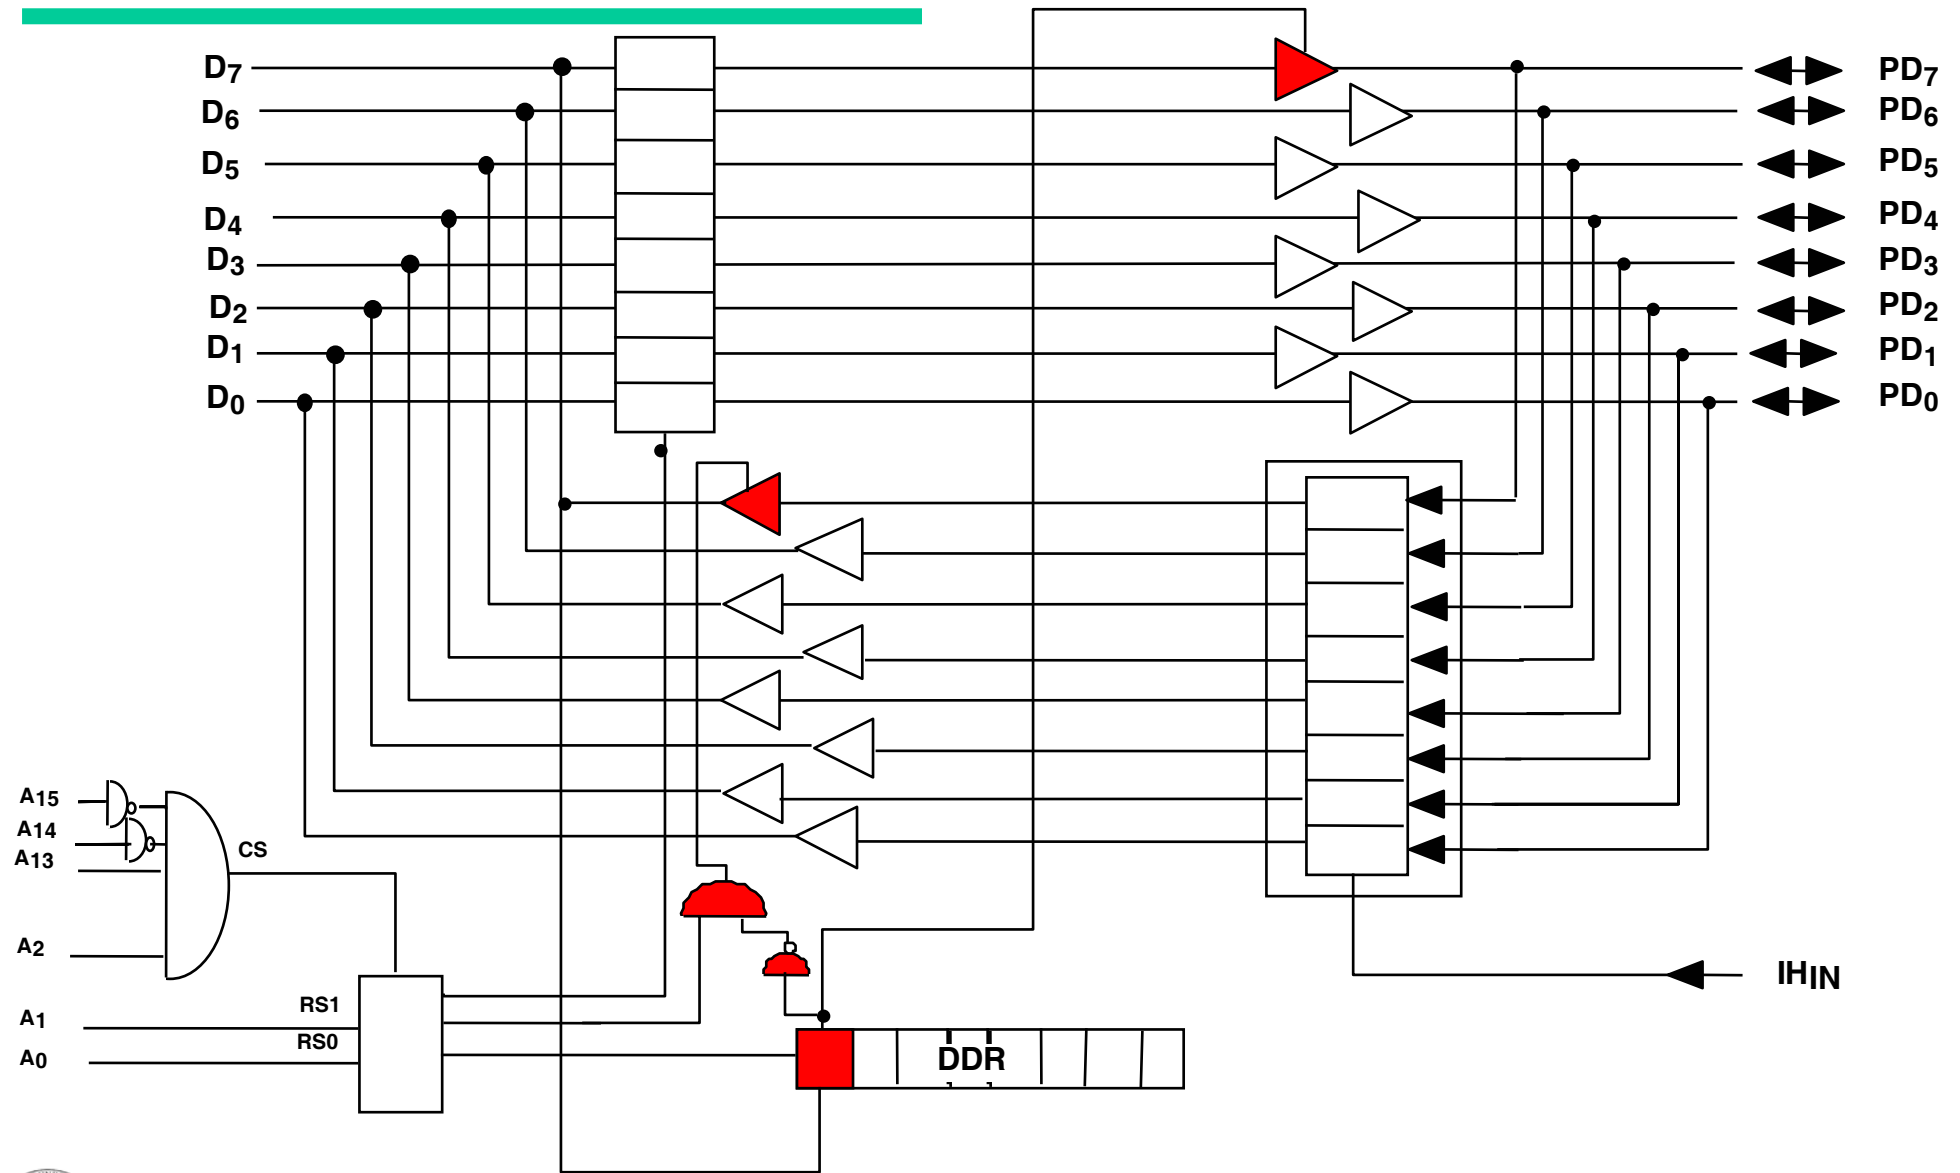 D7 PD7
D6 PD6
D5 PD5
D4 PD4
D3 PD3
D2 PD2
D1 PD1
D0 PD0
A15
A14
A13
CS
A2
IHIN
RS1
A1
RS0
A0
DDR